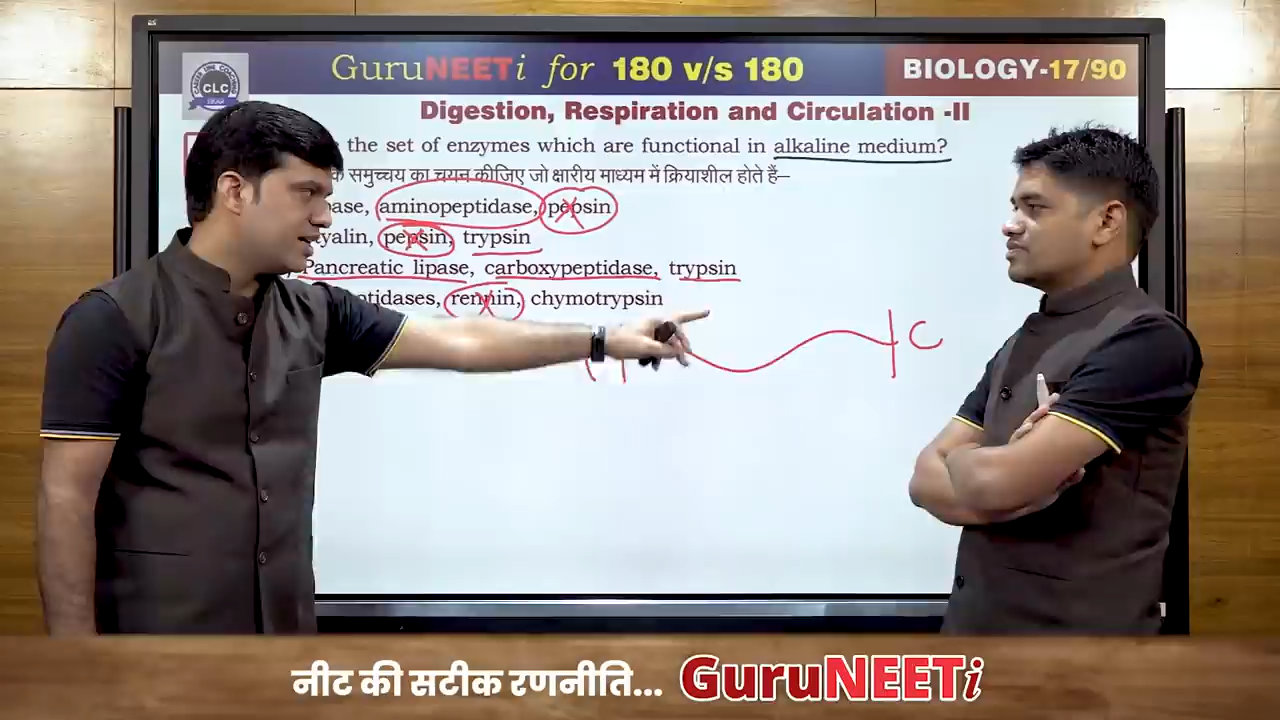 GuruNEETi for 180 v/s 180
BIOLOGY-17/90
CLC
Digestion, Respiration and Circulation -II
the set of enzymes which are functional in alkaline medium?
समुच्चय का चयन कीजिए जो क्षारीय माध्यम में क्रियाशील होते हैं–
aminopeptidase, pepsin
pepsin, trypsin
Pancreatic lipase, carboxypeptidase, trypsin
rennin, chymotrypsin
C
नीट की सटीक रणनीति... GuruNEETi